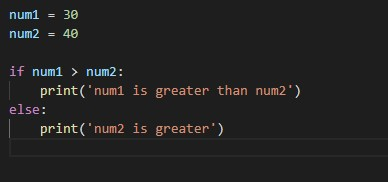 num1 = 30
num2 = 40
if num1 > num2:
    print('num1 is greater than num2')
else:
    print('num2 is greater')